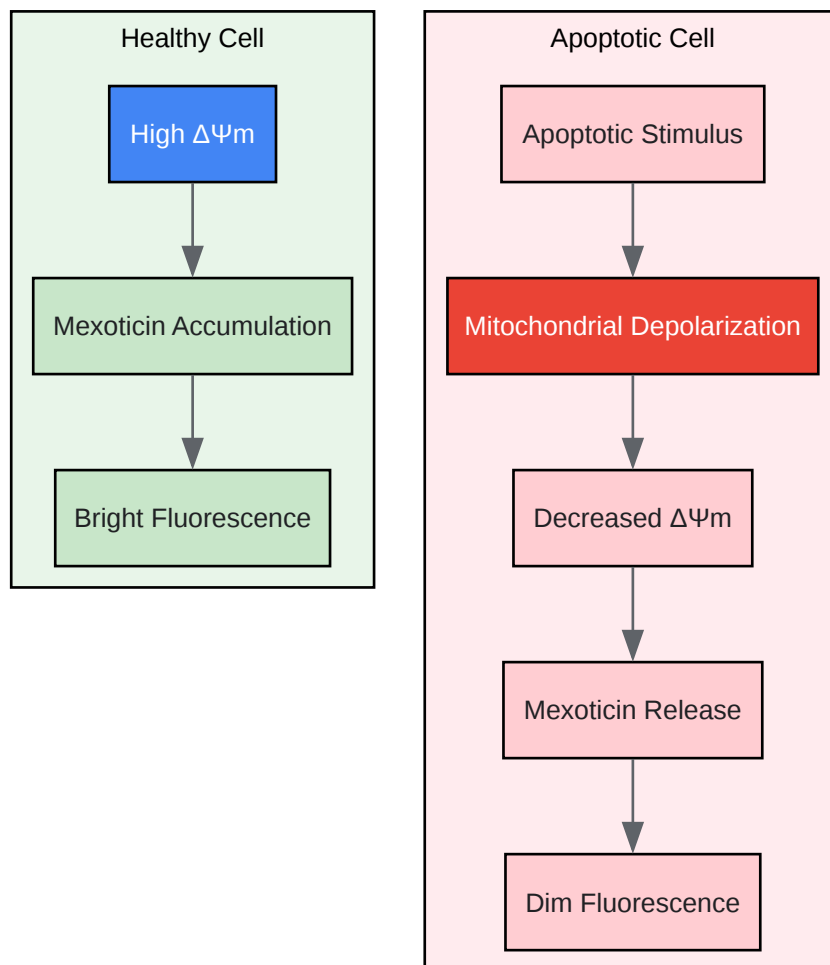 Healthy Cell
High ΔΨm
Mexoticin Accumulation
Bright Fluorescence
Apoptotic Cell
Apoptotic Stimulus
Mitochondrial Depolarization
Decreased ΔΨm
Mexoticin Release
Dim Fluorescence